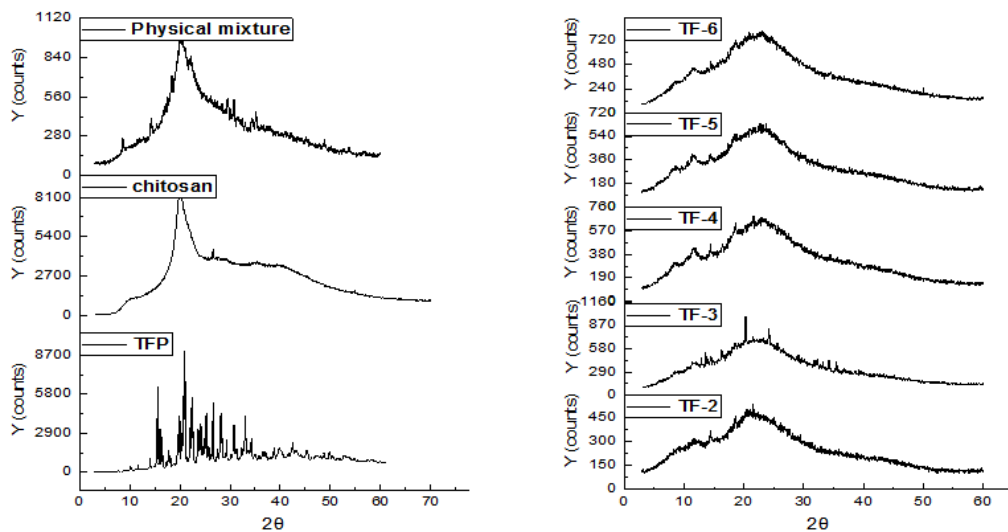 1120
840
560
280
0
Y (counts)
Physical mixture
8100
5400
2700
0
Y (counts)
chitosan
8700
5800
2900
0
Y (counts)
TFP
0 10 20 30 40 50 60 70
2θ
720
480
240
Y (counts)
TF-6
720
540
360
180
Y (counts)
TF-5
760
570
380
190
0
Y (counts)
TF-4
1160
870
580
290
0
Y (counts)
TF-3
450
300
150
0
Y (counts)
TF-2
0 10 20 30 40 50 60
2θ